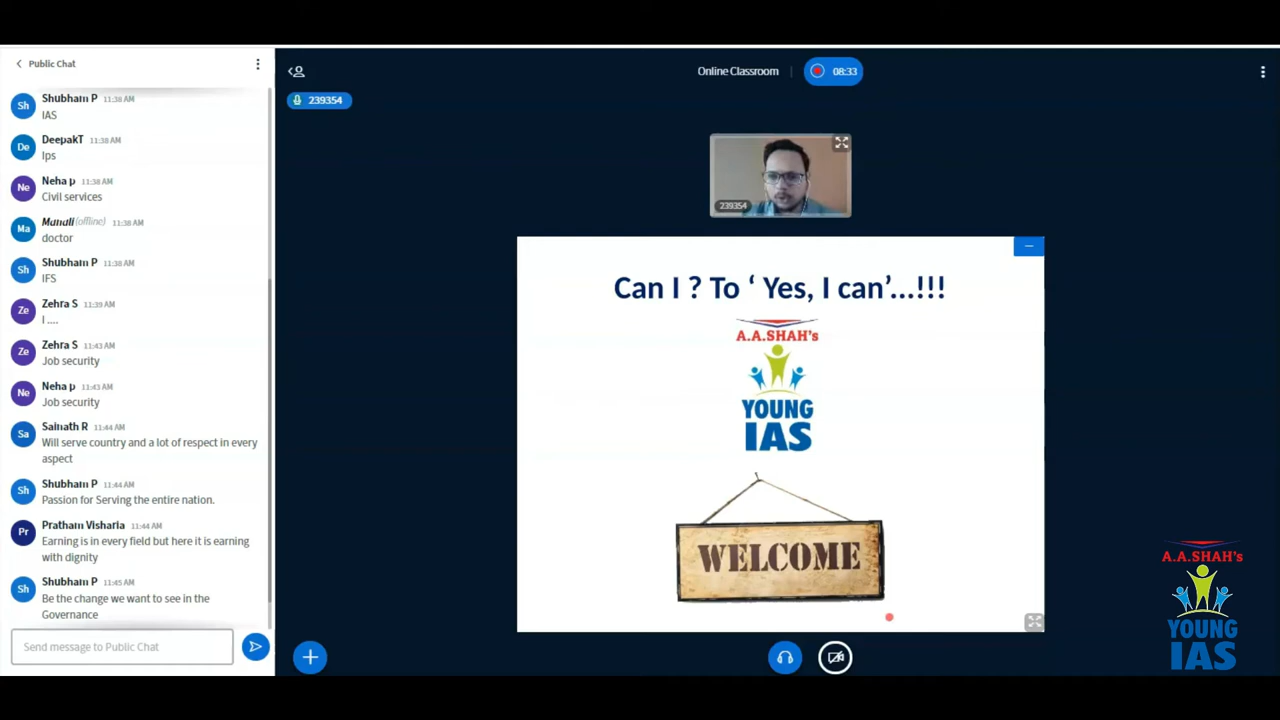 Public Chat
Sh
Shubham P 11:38 AM
IAS
De
DeepakT 11:38 AM
Ips
Ne
Neha p 11:38 AM
Civil services
Ma
Manali (offline) 11:38 AM
doctor
Sh
Shubham P 11:38 AM
IFS
Ze
Zehra S 11:39 AM
I ....
Ze
Zehra S 11:43 AM
Job security
Ne
Neha p 11:43 AM
Job security
Sa
Sainath R 11:44 AM
Will serve country and a lot of respect in every
aspect
Sh
Shubham P 11:44 AM
Passion for Serving the entire nation.
Pr
Pratham Visharia 11:44 AM
Earning is in every field but here it is earning
with dignity
Sh
Shubham P 11:45 AM
Be the change we want to see in the
Governance
Send message to Public Chat
Online Classroom
08:33
239354
239354
Can I ? To ‘ Yes, I can’...!!!
A.A.SHAH's
YOUNG
IAS
WELCOME
A.A.SHAH's
YOUNG
IAS